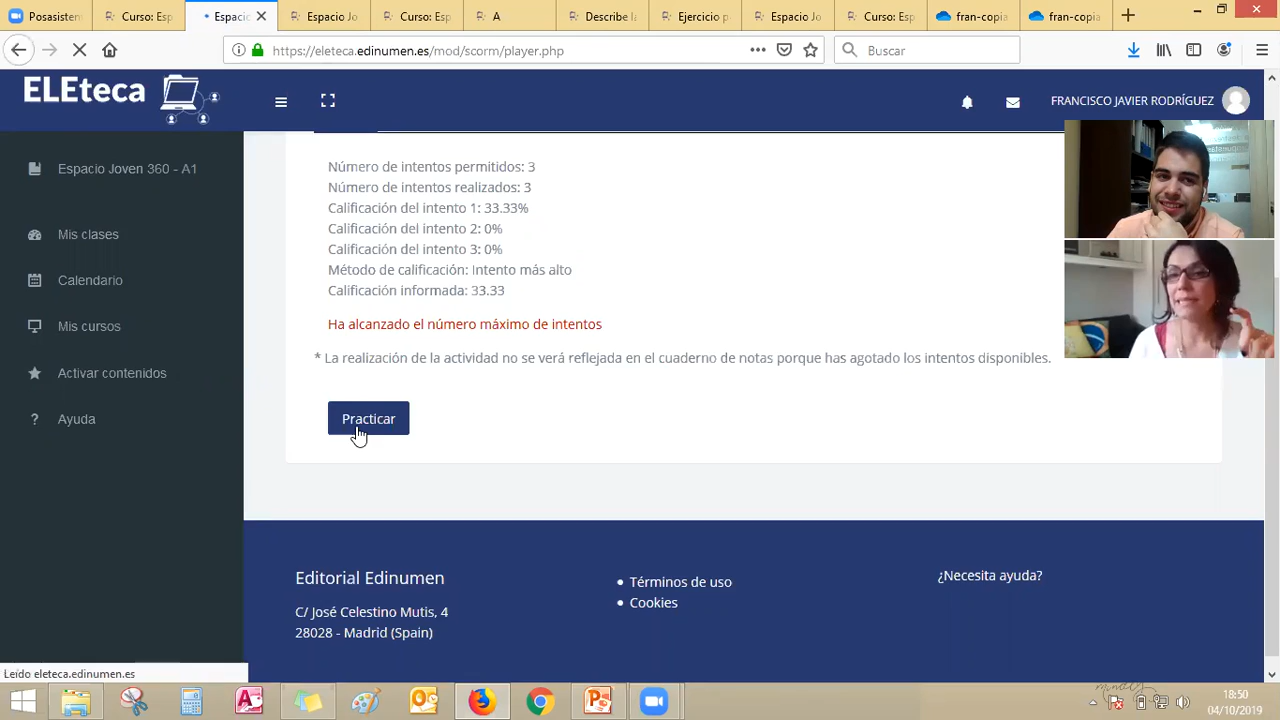 Posasisten
Curso: Esp
Espacio
Espacio Jo
Curso: Esp
A
Describe la
Ejercicio p
Espacio Jo
Curso: Esp
fran-copia
fran-copia
https://eleteca.edinumen.es/mod/scorm/player.php
Buscar
ELEteca
FRANCISCO JAVIER RODRÍGUEZ
Espacio Joven 360 - A1
Mis clases
Calendario
Mis cursos
Activar contenidos
Ayuda
Número de intentos permitidos: 3
Número de intentos realizados: 3
Calificación del intento 1: 33.33%
Calificación del intento 2: 0%
Calificación del intento 3: 0%
Método de calificación: Intento más alto
Calificación informada: 33.33
Ha alcanzado el número máximo de intentos
* La realización de la actividad no se verá reflejada en el cuaderno de notas porque has agotado los intentos disponibles.
Practicar
Editorial Edinumen
C/ José Celestino Mutis, 4
28028 - Madrid (Spain)
Términos de uso
Cookies
¿Necesita ayuda?
Leído eleteca.edinumen.es
18:50
04/10/2019